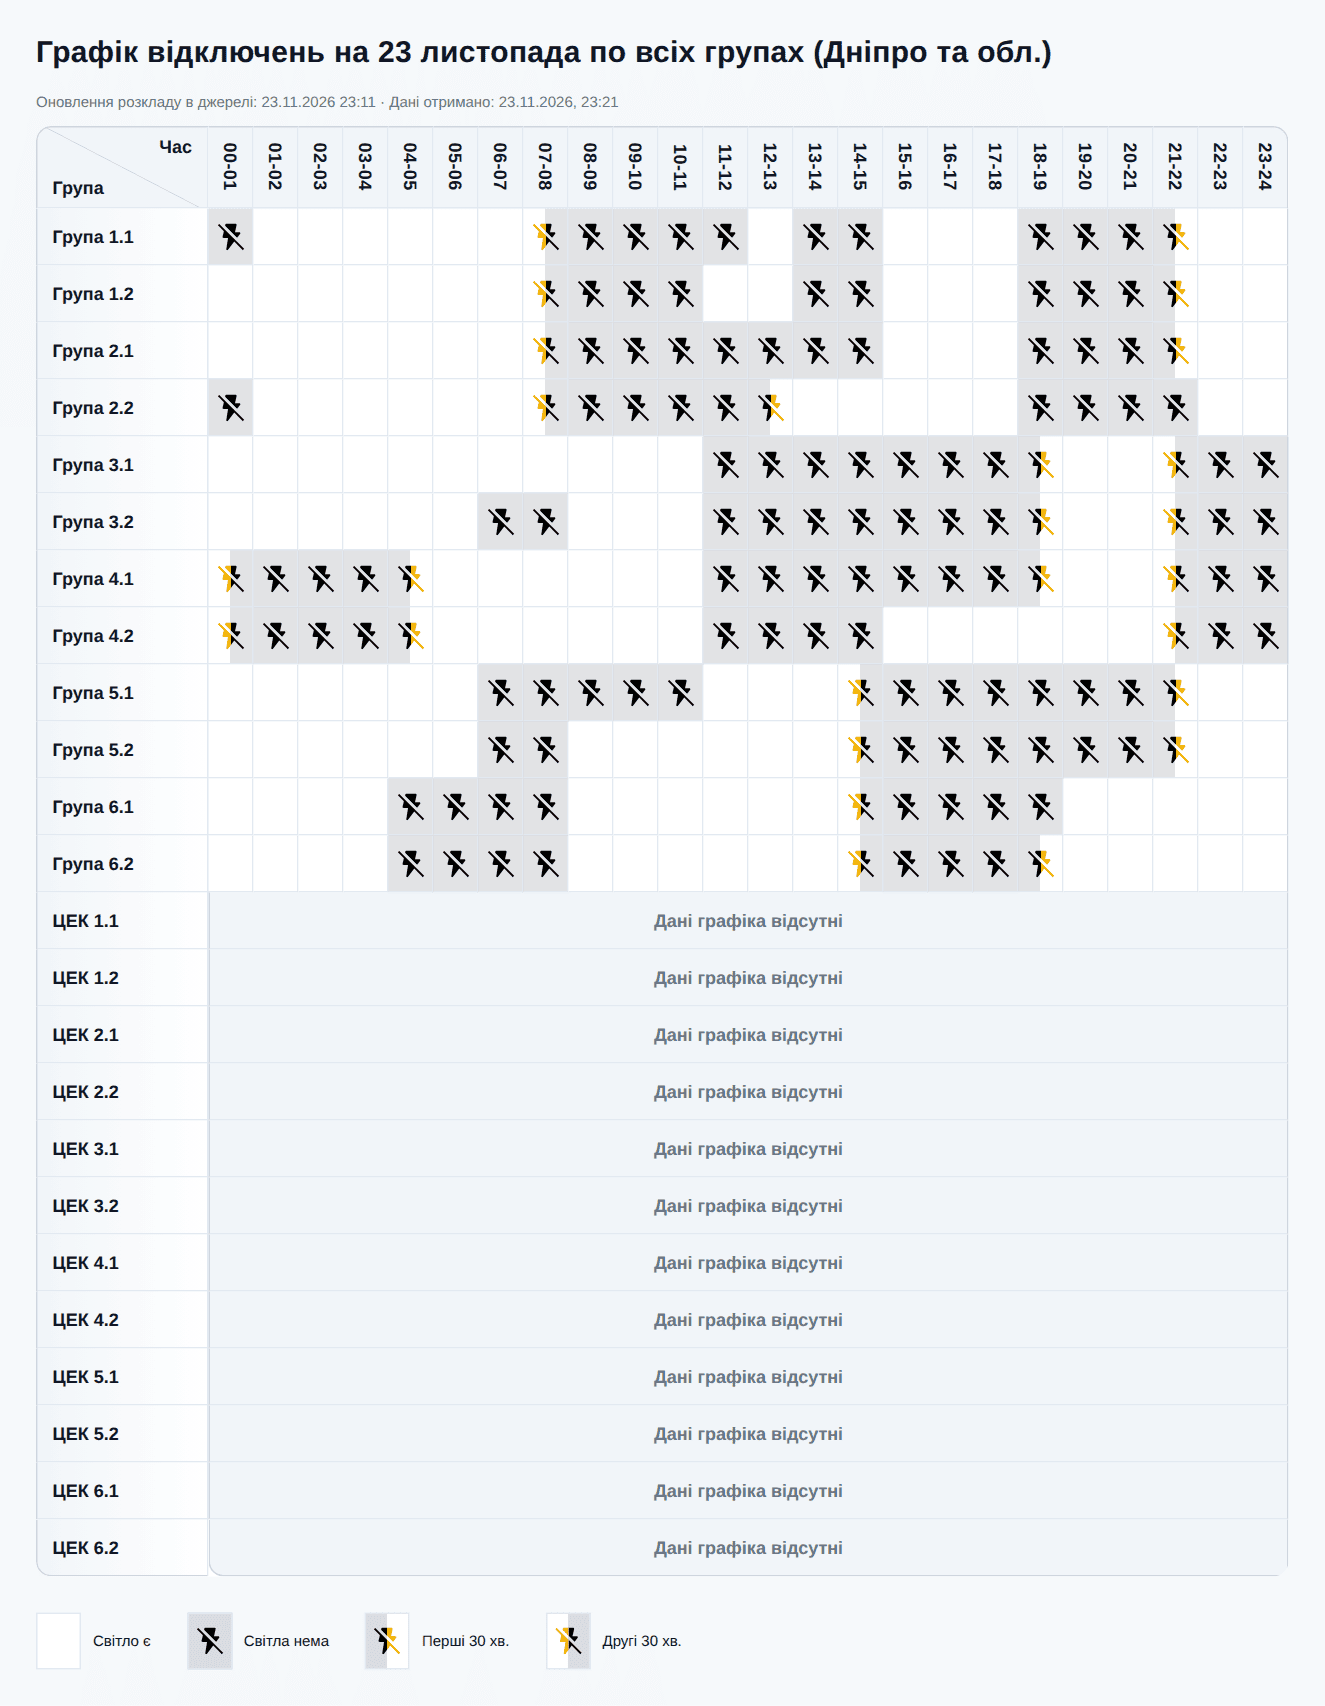 Графік відключень на 23 листопада по всіх групах (Дніпро та обл.)
Оновлення розкладу в джерелі: 23.11.2026 23:11 · Дані отримано: 23.11.2026, 23:21
Час
Група
00-01 01-02 02-03 03-04 04-05 05-06 06-07 07-08 08-09 09-10 10-11 11-12 12-13 13-14 14-15 15-16 16-17 17-18 18-19 19-20 20-21 21-22 22-23 23-24
Група 1.1
Група 1.2
Група 2.1
Група 2.2
Група 3.1
Група 3.2
Група 4.1
Група 4.2
Група 5.1
Група 5.2
Група 6.1
Група 6.2
ЦЕК 1.1 Дані графіка відсутні
ЦЕК 1.2 Дані графіка відсутні
ЦЕК 2.1 Дані графіка відсутні
ЦЕК 2.2 Дані графіка відсутні
ЦЕК 3.1 Дані графіка відсутні
ЦЕК 3.2 Дані графіка відсутні
ЦЕК 4.1 Дані графіка відсутні
ЦЕК 4.2 Дані графіка відсутні
ЦЕК 5.1 Дані графіка відсутні
ЦЕК 5.2 Дані графіка відсутні
ЦЕК 6.1 Дані графіка відсутні
ЦЕК 6.2 Дані графіка відсутні
Світло є Світла нема Перші 30 хв. Другі 30 хв.